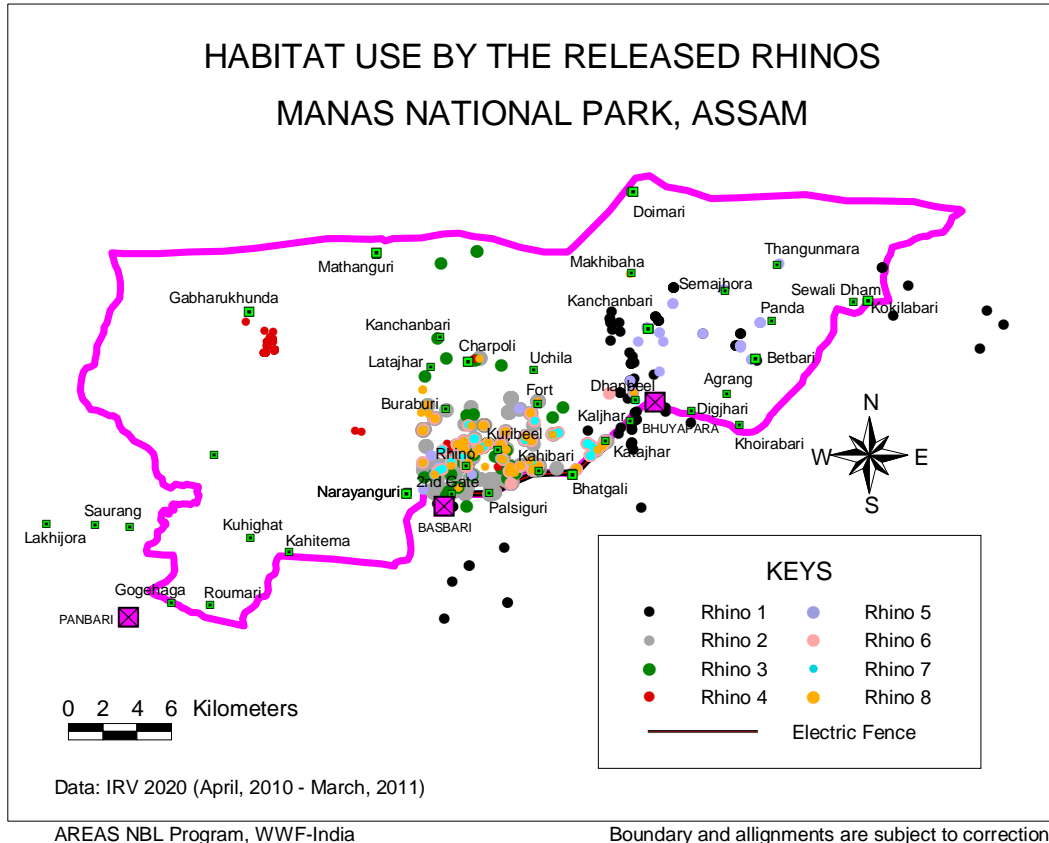 HABITAT USE BY THE RELEASED RHINOS
MANAS NATIONAL PARK, ASSAM
Doimari
Mathanguri
Makhibaha
Thangunmara
Gabharukhunda
Kanchanbari
Semajhora
Sewali Dham
Kokilabari
Panda
Kanchanbari
Charpoli
Latajhar
Uchila
Betbari
Buraburi
Fort
Dhanbeel
Agrang
Kaljhar
Digjhari
BHUYAPARA
Khoirabari
Kuribeel
Katajhar
Rhino
Kahibari
2nd Gate
Narayanguri
Bhatgali
Palsiguri
BASBARI
Saurang
Lakhijora
Kuhighat
Kahitema
Gogehaga
Roumari
PANBARI
N
W
E
S
KEYS
Rhino 1
Rhino 5
Rhino 2
Rhino 6
Rhino 3
Rhino 7
Rhino 4
Rhino 8
Electric Fence
0 2 4 6 Kilometers
Data: IRV 2020 (April, 2010 - March, 2011)
AREAS NBL Program, WWF-India
Boundary and allignments are subject to correction